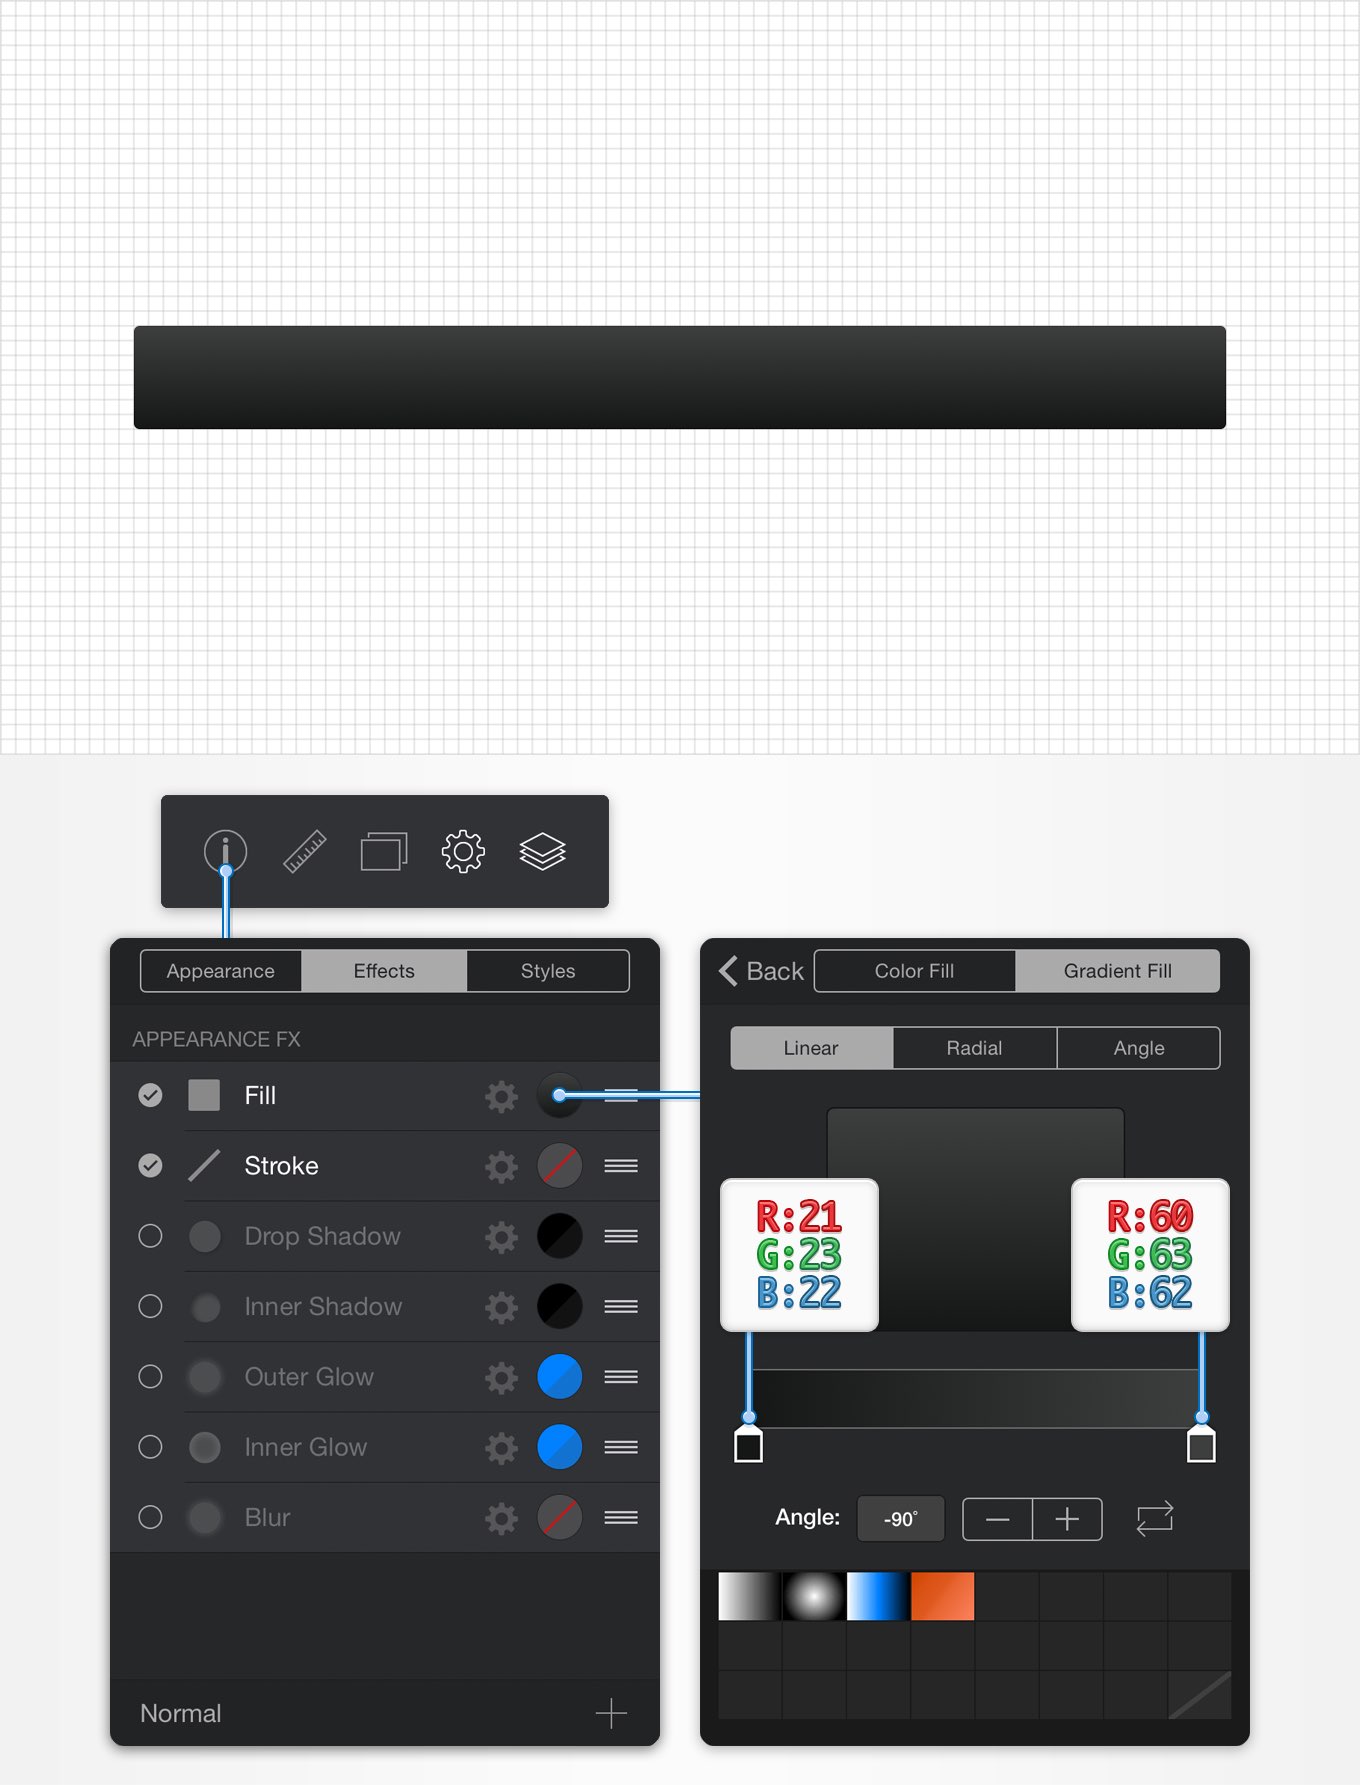 Appearance Effects Styles
APPEARANCE FX
Fill
Stroke
Drop Shadow
Inner Shadow
Outer Glow
Inner Glow
Blur
Normal
Back Color Fill Gradient Fill
Linear Radial Angle
R:21
G:23
B:22
R:60
G:63
B:62
Angle: -90°